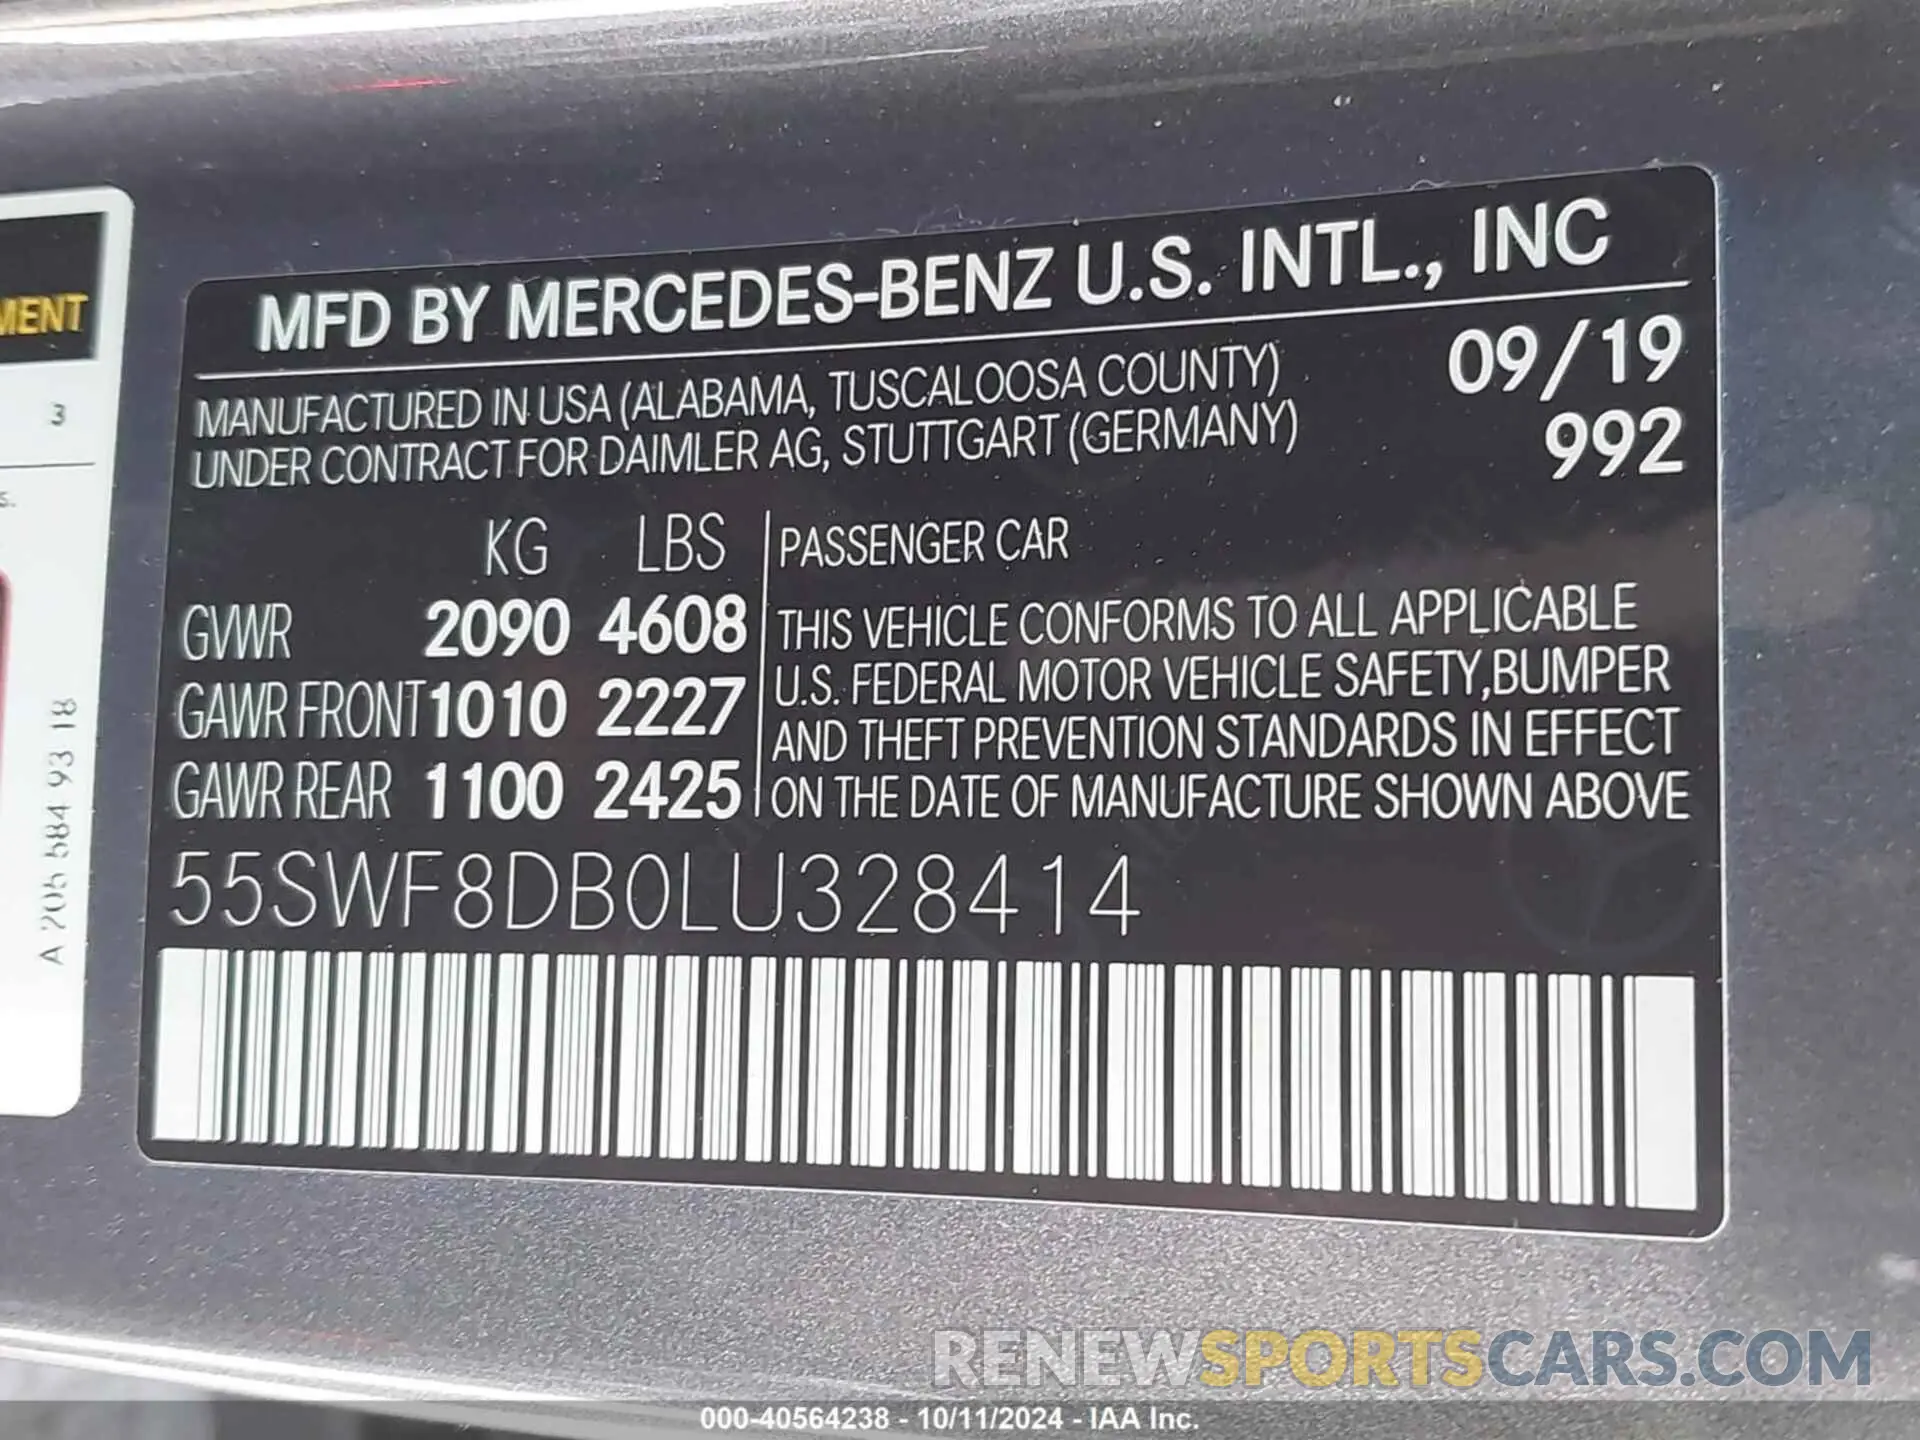 MENT
3
s.
A 205 584 93 18
MFD BY MERCEDES-BENZ U.S. INTL., INC
MANUFACTURED IN USA (ALABAMA, TUSCALOOSA COUNTY) 09/19
UNDER CONTRACT FOR DAIMLER AG, STUTTGART (GERMANY) 992
KG LBS PASSENGER CAR
GVWR 2090 4608
GAWR FRONT 1010 2227
GAWR REAR 1100 2425
THIS VEHICLE CONFORMS TO ALL APPLICABLE
U.S. FEDERAL MOTOR VEHICLE SAFETY,BUMPER
AND THEFT PREVENTION STANDARDS IN EFFECT
ON THE DATE OF MANUFACTURE SHOWN ABOVE
55SWF8DB0LU328414
RENEWSPORTSCARS.COM
000-40564238 - 10/11/2024 - IAA Inc.